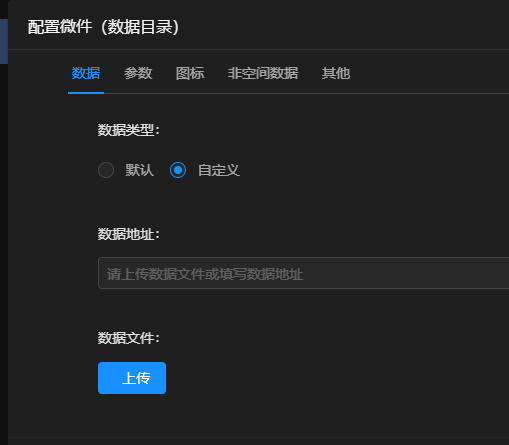 配置微件（数据目录）
数据 参数 图标 非空间数据 其他
数据类型：
默认 自定义
数据地址：
请上传数据文件或填写数据地址
数据文件：
上传